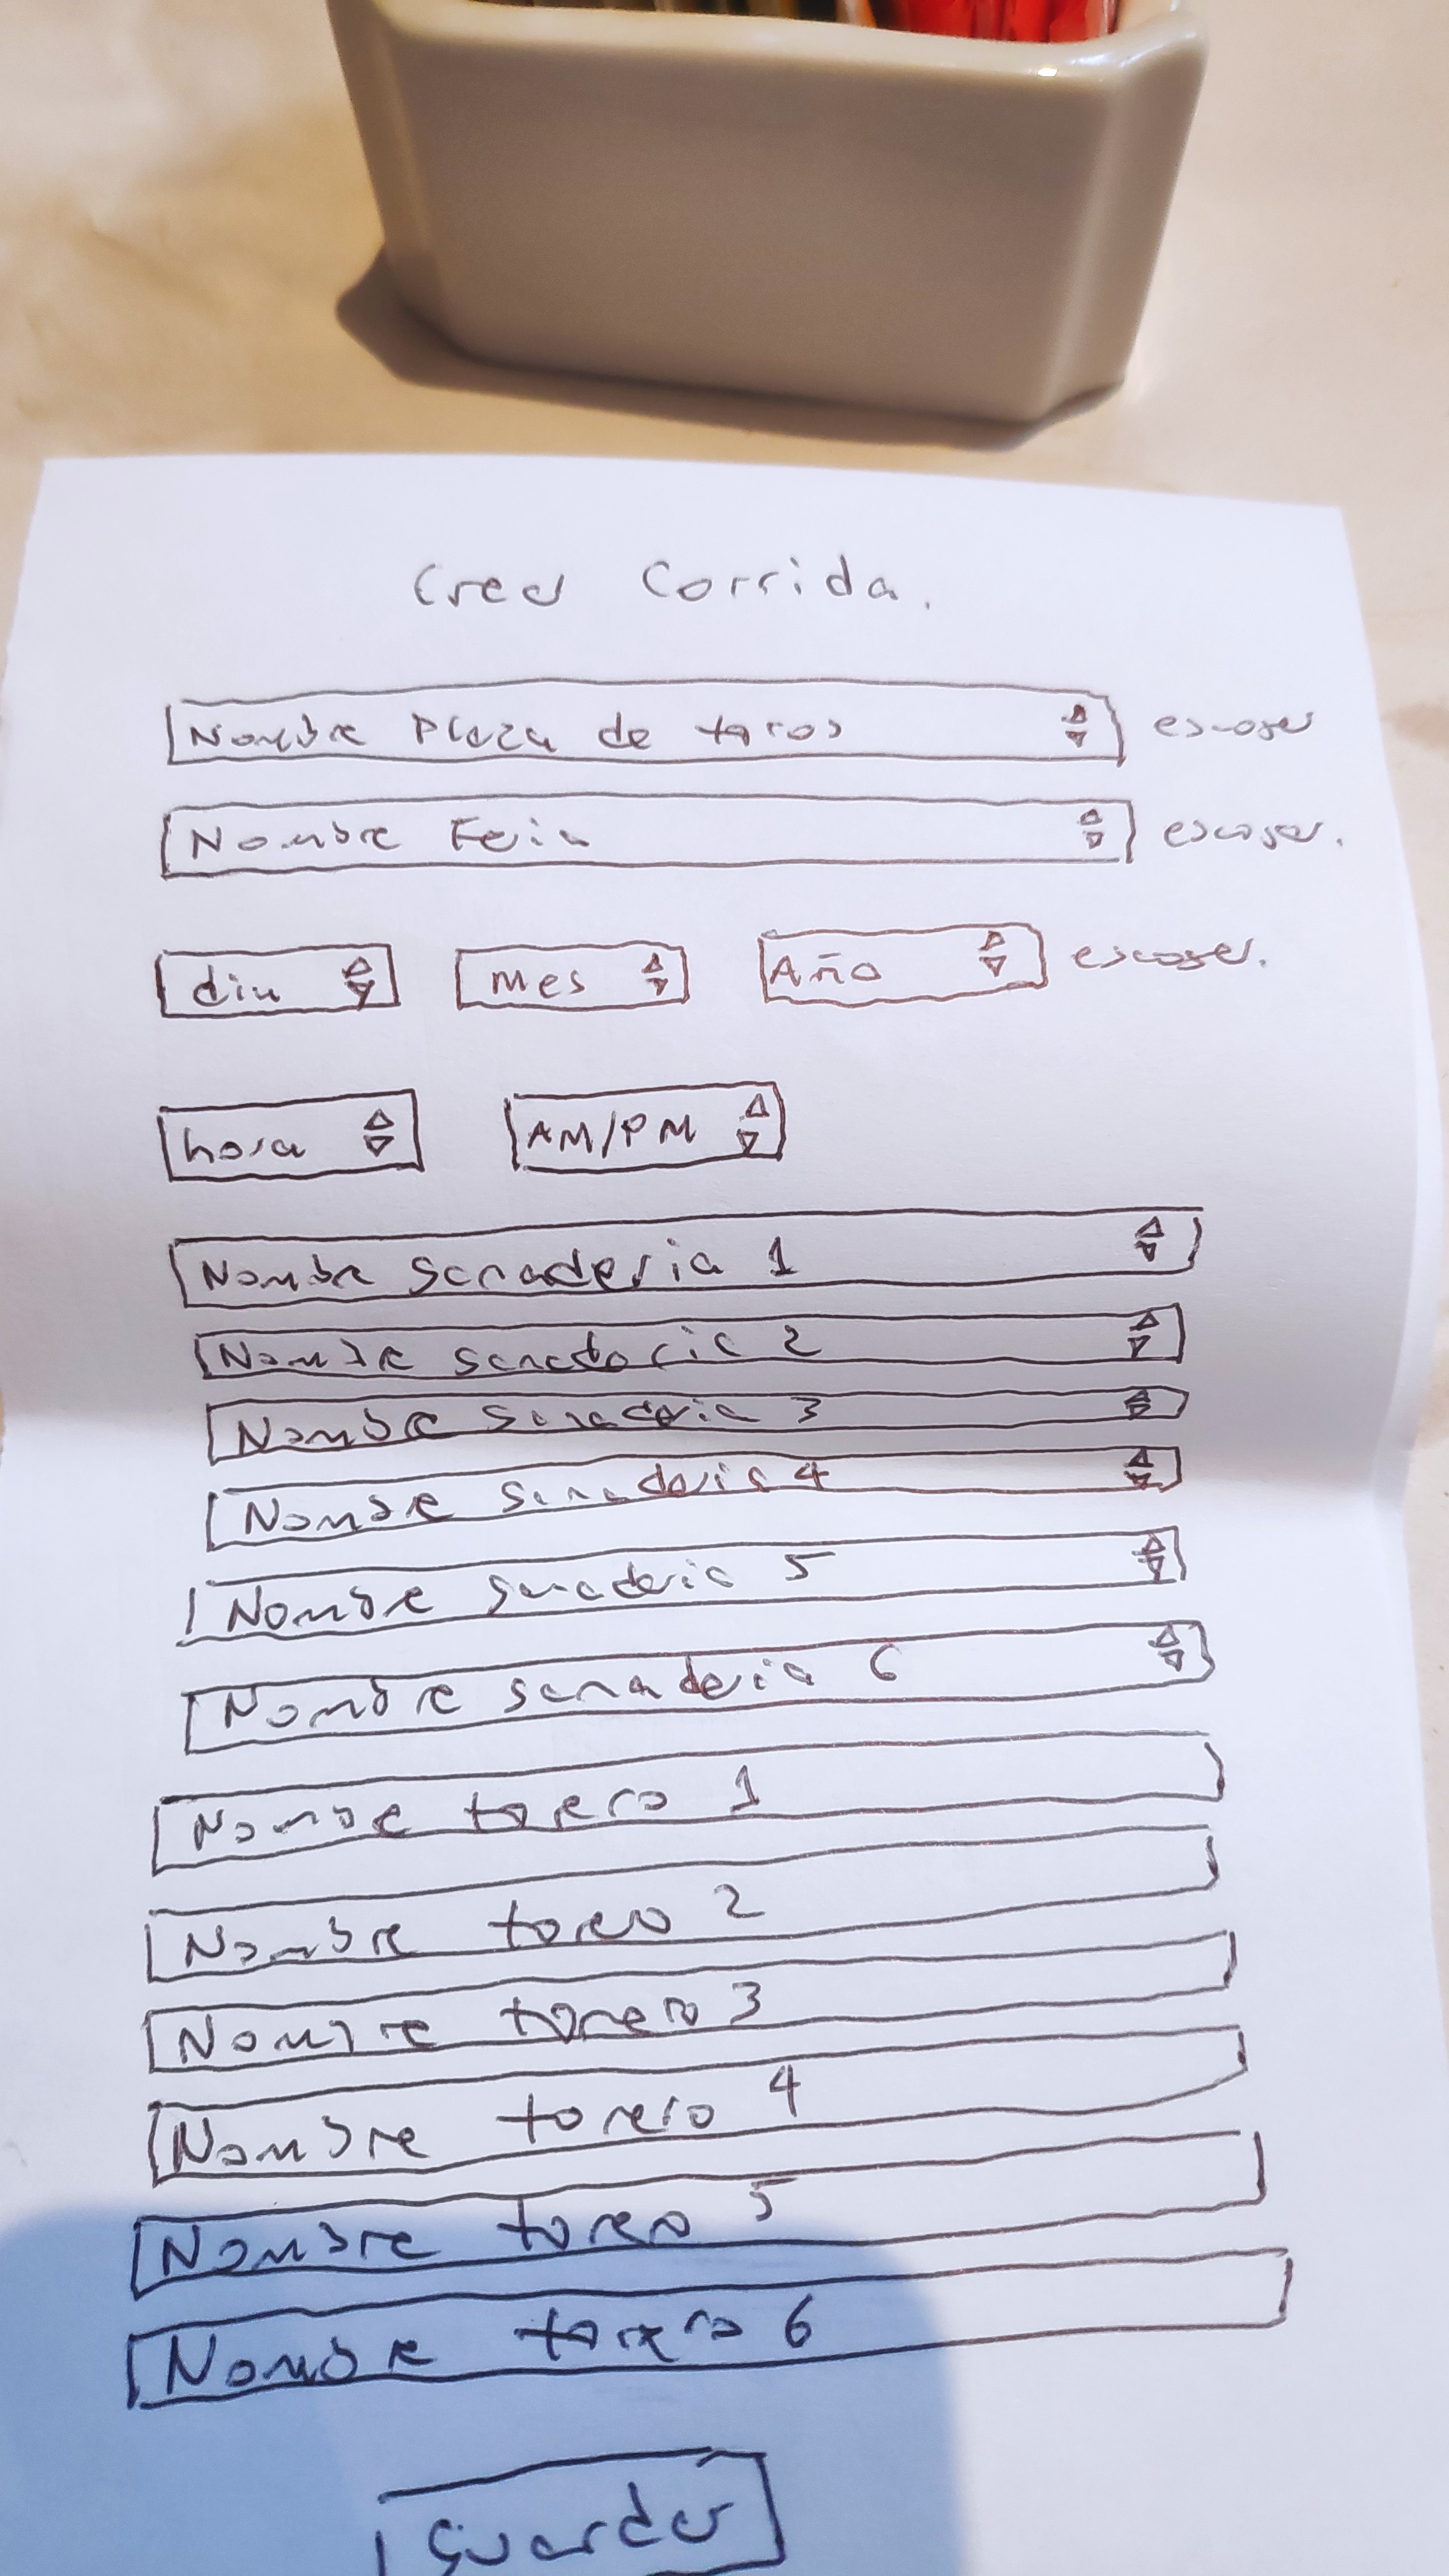 Crear Corrida.
Nombre Plaza de toros escoger
Nombre Feria escoger.
dia Mes Año escoger.
hora AM/PM
Nombre ganaderia 1
Nombre ganaderia 2
Nombre ganaderia 3
Nombre ganaderia 4
Nombre ganaderia 5
Nombre ganaderia 6
Nombre torero 1
Nombre torero 2
Nombre torero 3
Nombre torero 4
Nombre torero 5
Nombre torero 6
Guardar